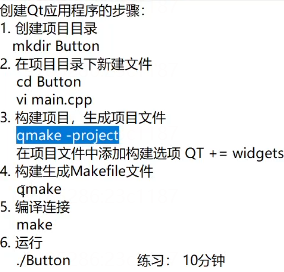 创建Qt应用程序的步骤：
1. 创建项目目录
mkdir Button
2. 在项目目录下新建文件
cd Button
vi main.cpp
3. 构建项目，生成项目文件
qmake -project
在项目文件中添加构建选项 QT += widgets
4. 构建生成Makefile文件
qmake
5. 编译连接
make
6. 运行
./Button 练习： 10分钟